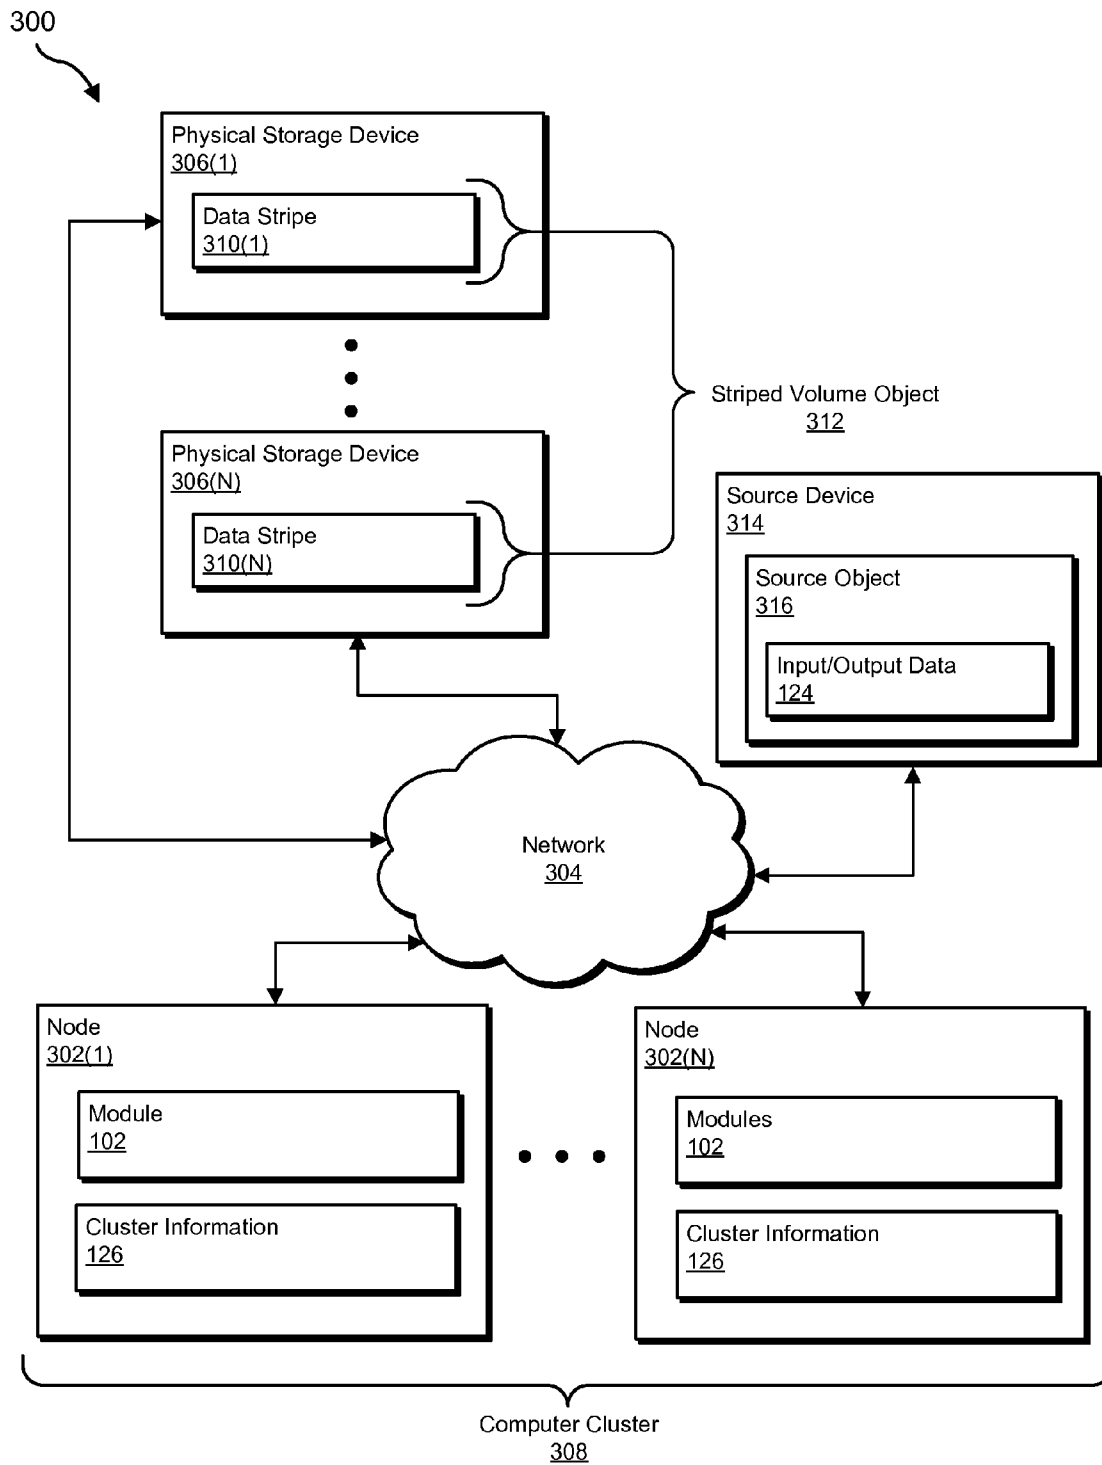 300
Physical Storage Device
306(1)
Data Stripe
310(1)
Physical Storage Device
306(N)
Data Stripe
310(N)
Striped Volume Object
312
Source Device
314
Source Object
316
Input/Output Data
124
Network
304
Node
302(1)
Module
102
Cluster Information
126
Node
302(N)
Modules
102
Cluster Information
126
Computer Cluster
308